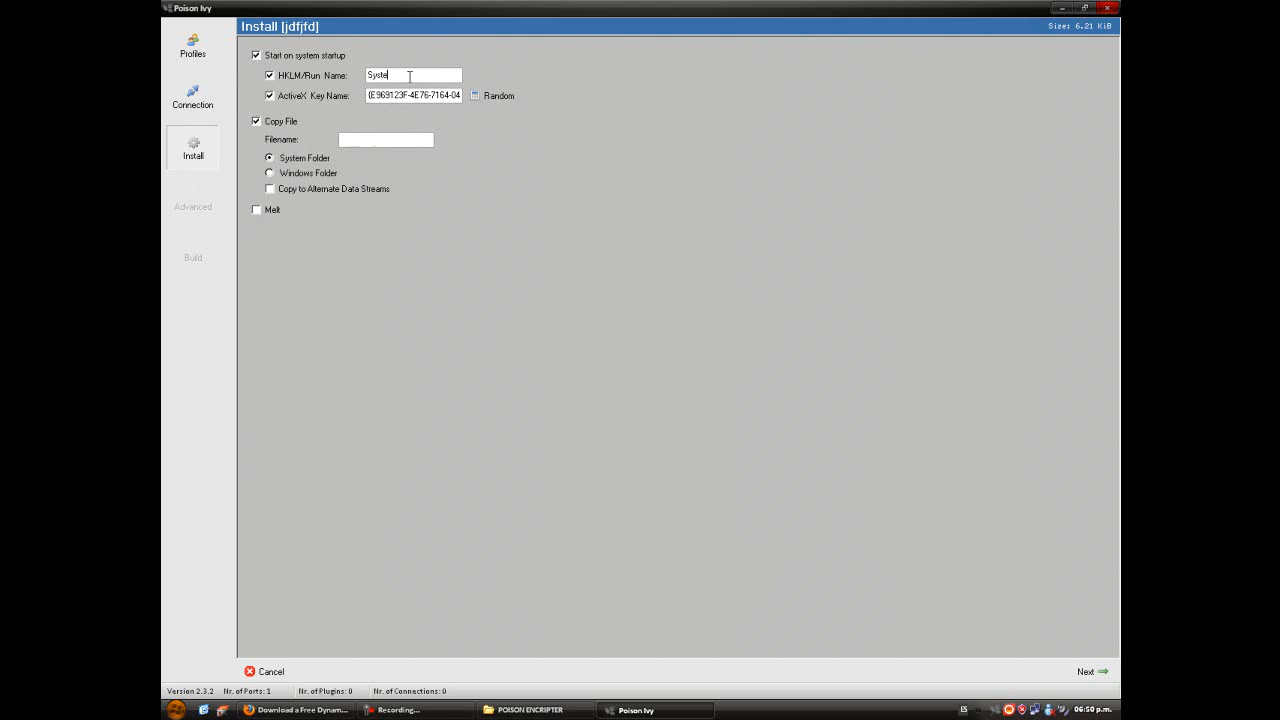 Poison Ivy
Install [jdfjfd]
Size: 6.21 KiB
Profiles
Connection
Install
Advanced
Build
Start on system startup
HKLM/Run Name: Syste
ActiveX Key Name: {E969123F-4E76-7164-04 Random
Copy File
Filename:
System Folder
Windows Folder
Copy to Alternate Data Streams
Melt
Cancel
Next
Version 2.3.2 Nr. of Ports: 1 Nr. of Plugins: 0 Nr. of Connections: 0
Download a Free Dynam... Recording... POISON ENCRIPTER Poison Ivy ES 06:50 p.m.